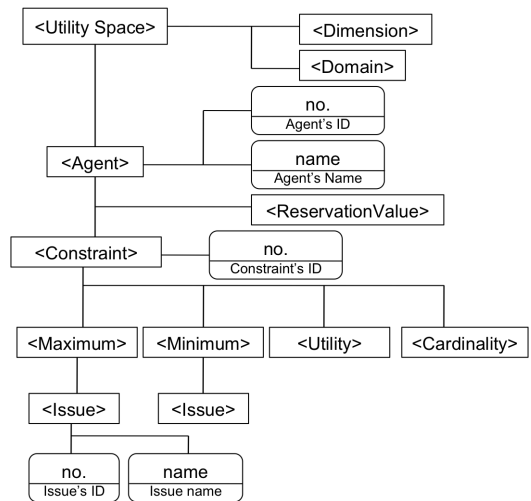 <Utility Space>
<Dimension>
<Domain>
no.
Agent's ID
<Agent>
name
Agent's Name
<ReservationValue>
<Constraint>
no.
Constraint's ID
<Maximum>
<Minimum>
<Utility>
<Cardinality>
<Issue>
<Issue>
no.
Issue's ID
name
Issue name